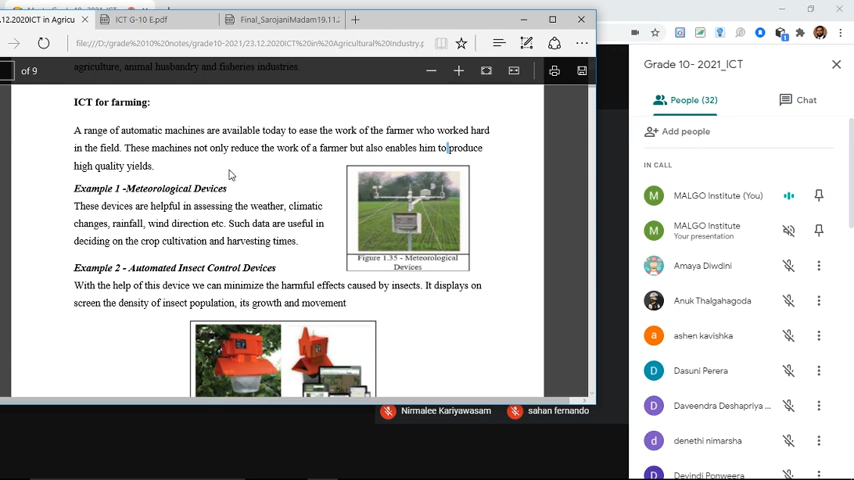 .12.2020ICT in Agricu
ICT G-10 E.pdf
Final_SarojaniMadam19.11.2
file:///D:/grade%2010%20notes/grade10-2021/23.12.2020ICT%20in%20Agricultural%20Industry.p
of 9
agriculture, animal husbandry and fisheries industries.
ICT for farming:
A range of automatic machines are available today to ease the work of the farmer who worked hard
in the field. These machines not only reduce the work of a farmer but also enables him to produce
high quality yields.
Example 1 -Meteorological Devices
These devices are helpful in assessing the weather, climatic
changes, rainfall, wind direction etc. Such data are useful in
deciding on the crop cultivation and harvesting times.
Figure 1.35 - Meteorological
Devices
Example 2 - Automated Insect Control Devices
With the help of this device we can minimize the harmful effects caused by insects. It displays on
screen the density of insect population, its growth and movement
Nirmalee Kariyawasam
sahan fernando
Grade 10- 2021_ICT
People (32)
Chat
Add people
IN CALL
M
MALGO Institute (You)
M
MALGO Institute
Your presentation
Amaya Diwdini
Anuk Thalgahagoda
a
ashen kavishka
D
Dasuni Perera
D
Daveendra Deshapriya ...
d
denethi nimarsha
D
Devindi Ponweera